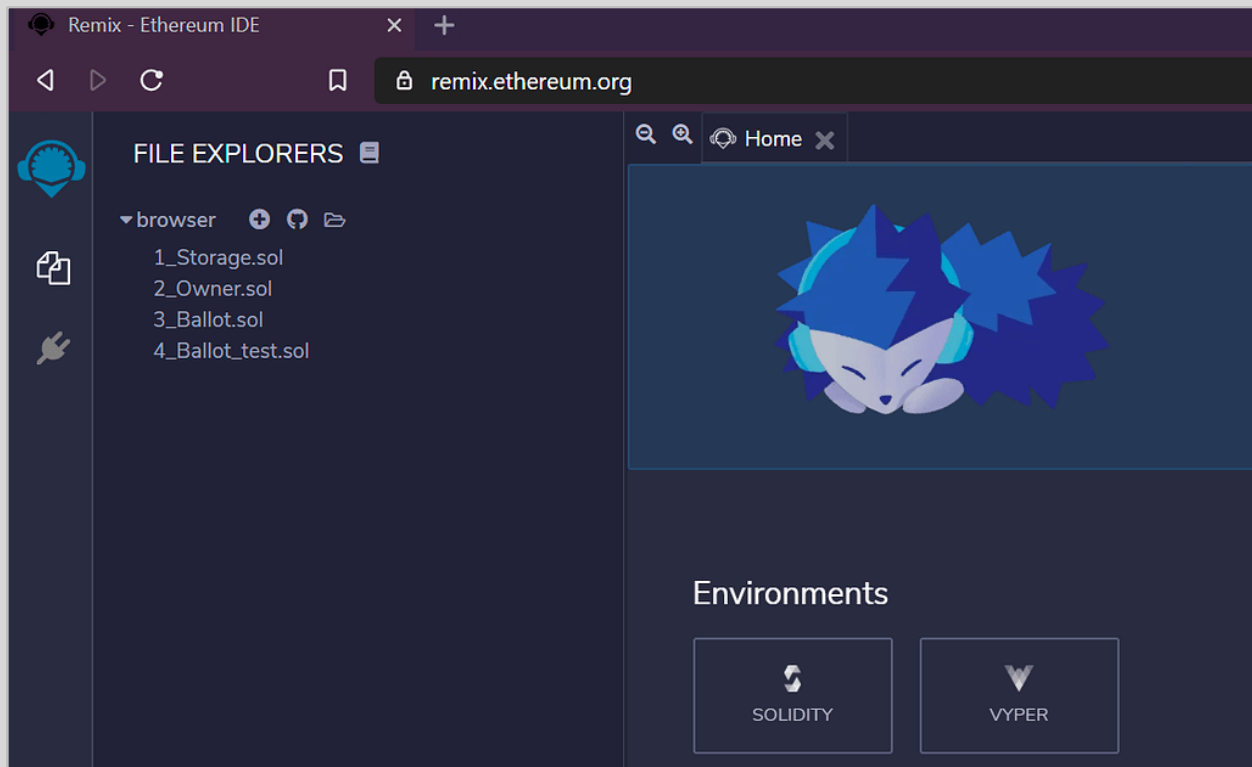 Remix - Ethereum IDE
remix.ethereum.org
FILE EXPLORERS
browser
1_Storage.sol
2_Owner.sol
3_Ballot.sol
4_Ballot_test.sol
Home
Environments
SOLIDITY
VYPER